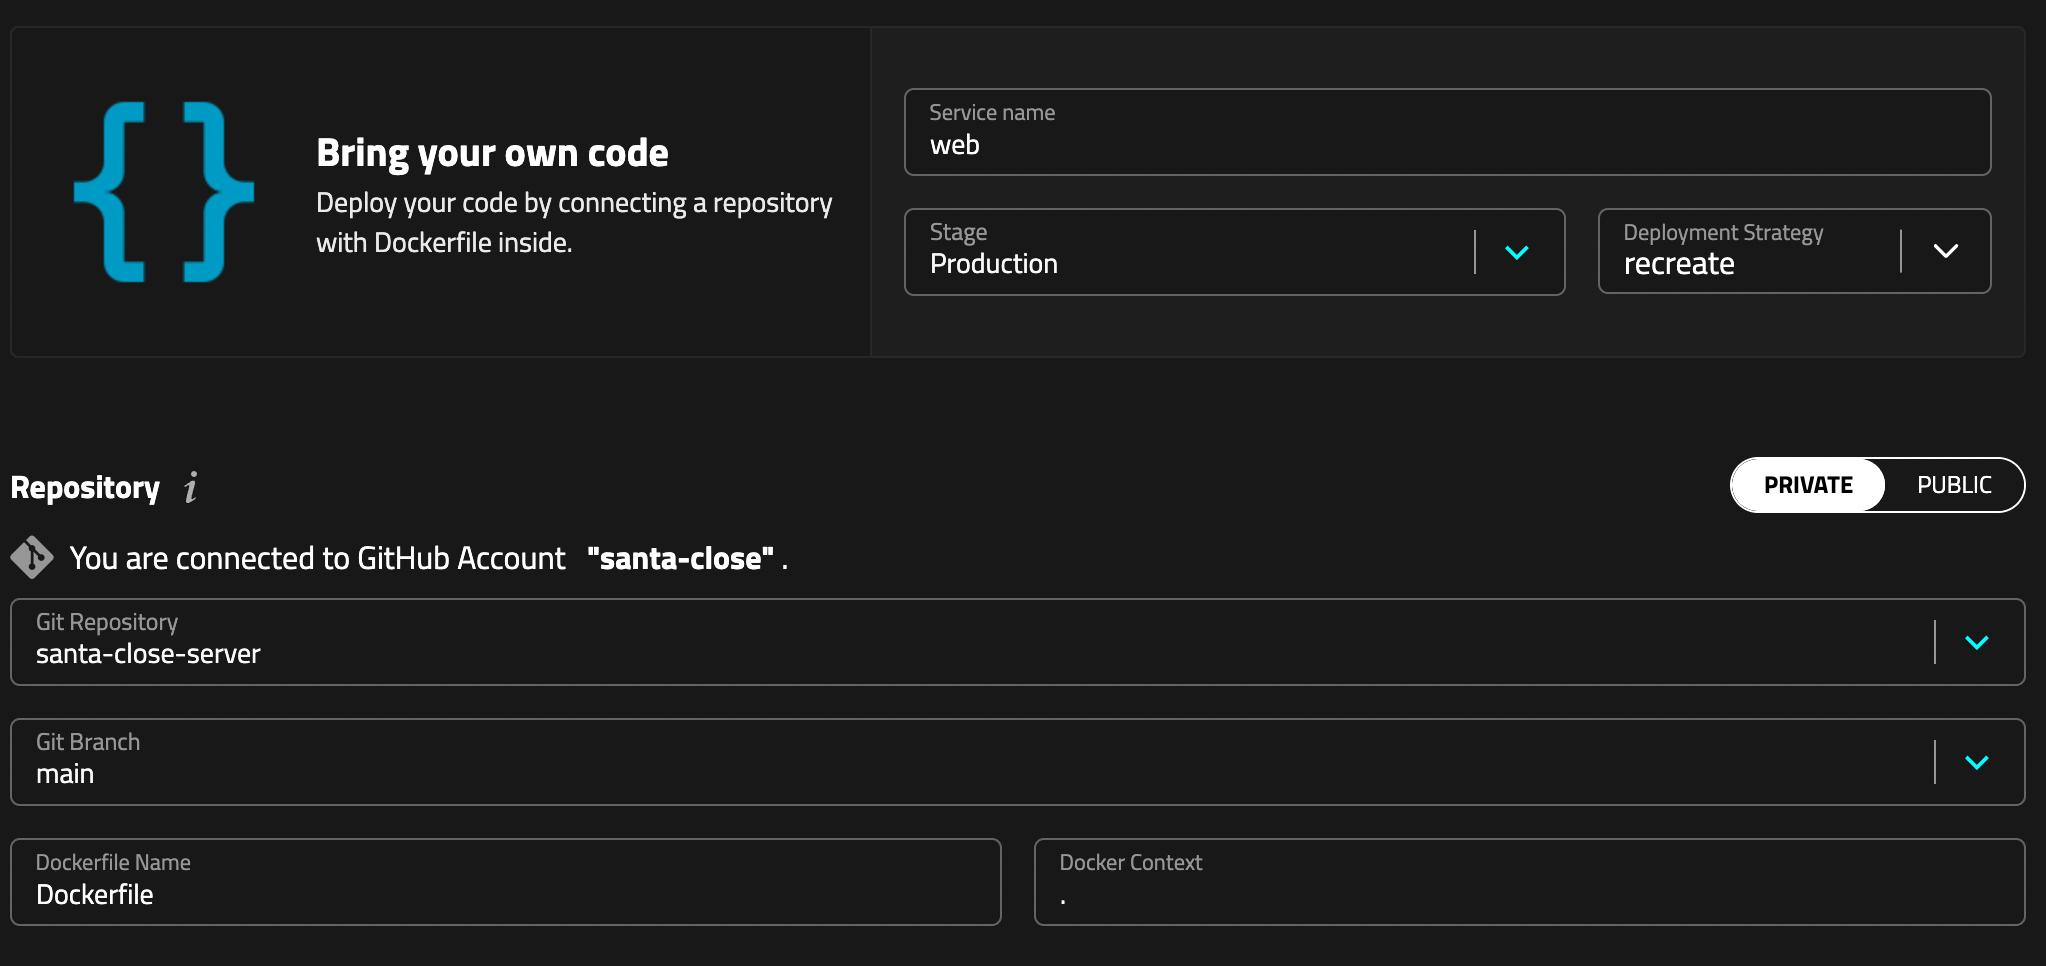 Bring your own code
Deploy your code by connecting a repository
with Dockerfile inside.
Service name
web
Stage
Production
Deployment Strategy
recreate
Repository i
PRIVATE PUBLIC
You are connected to GitHub Account "santa-close" .
Git Repository
santa-close-server
Git Branch
main
Dockerfile Name
Dockerfile
Docker Context
.